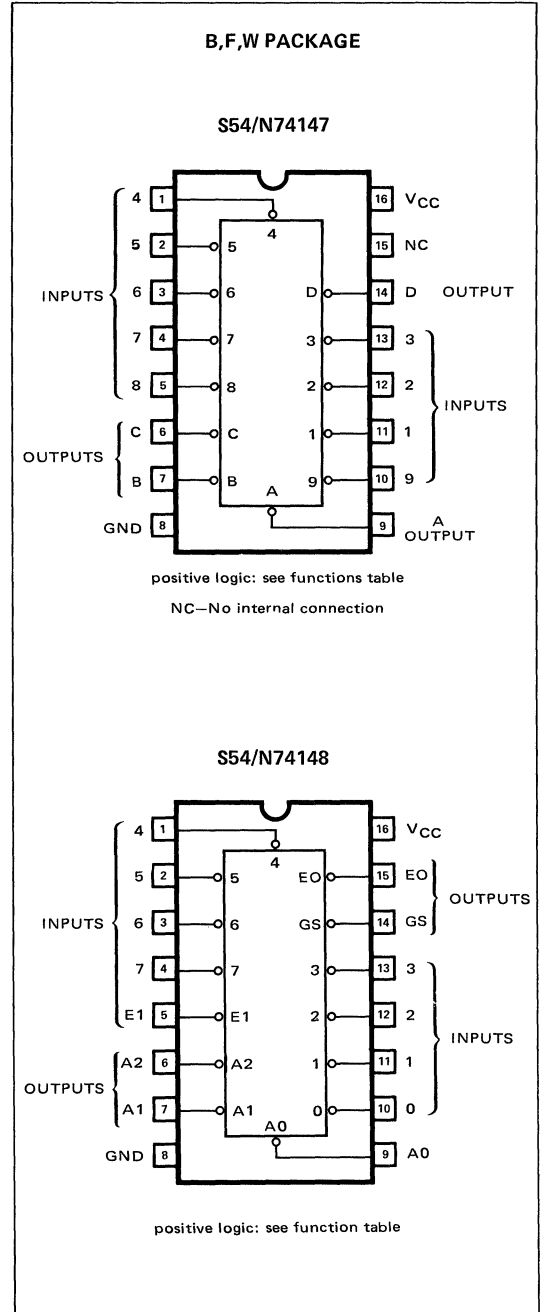 B,F,W PACKAGE
S54/N74147
4 1 16 VCC
4
5 2 5 15 NC
INPUTS 6 3 6 D 14 D OUTPUT
7 4 7 3 13 3
8 5 8 2 12 2
INPUTS
OUTPUTS C 6 C 1 11 1
B 7 B 9 10 9
A
GND 8 9 A OUTPUT
positive logic: see functions table
NC—No internal connection
S54/N74148
4 1 16 VCC
4
5 2 5 EO 15 EO
OUTPUTS
INPUTS 6 3 6 GS 14 GS
7 4 7 3 13 3
E1 5 E1 2 12 2
INPUTS
OUTPUTS A2 6 A2 1 11 1
A1 7 A1 0 10 0
A0
GND 8 9 A0
positive logic: see function table